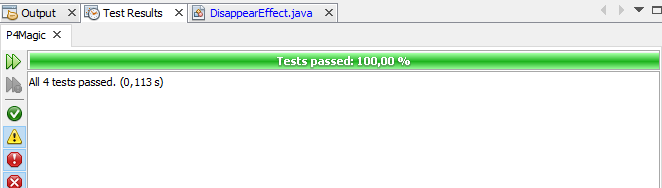 Output Test Results DisappearEffect.java
P4Magic
Tests passed: 100,00 %
All 4 tests passed. (0,113 s)